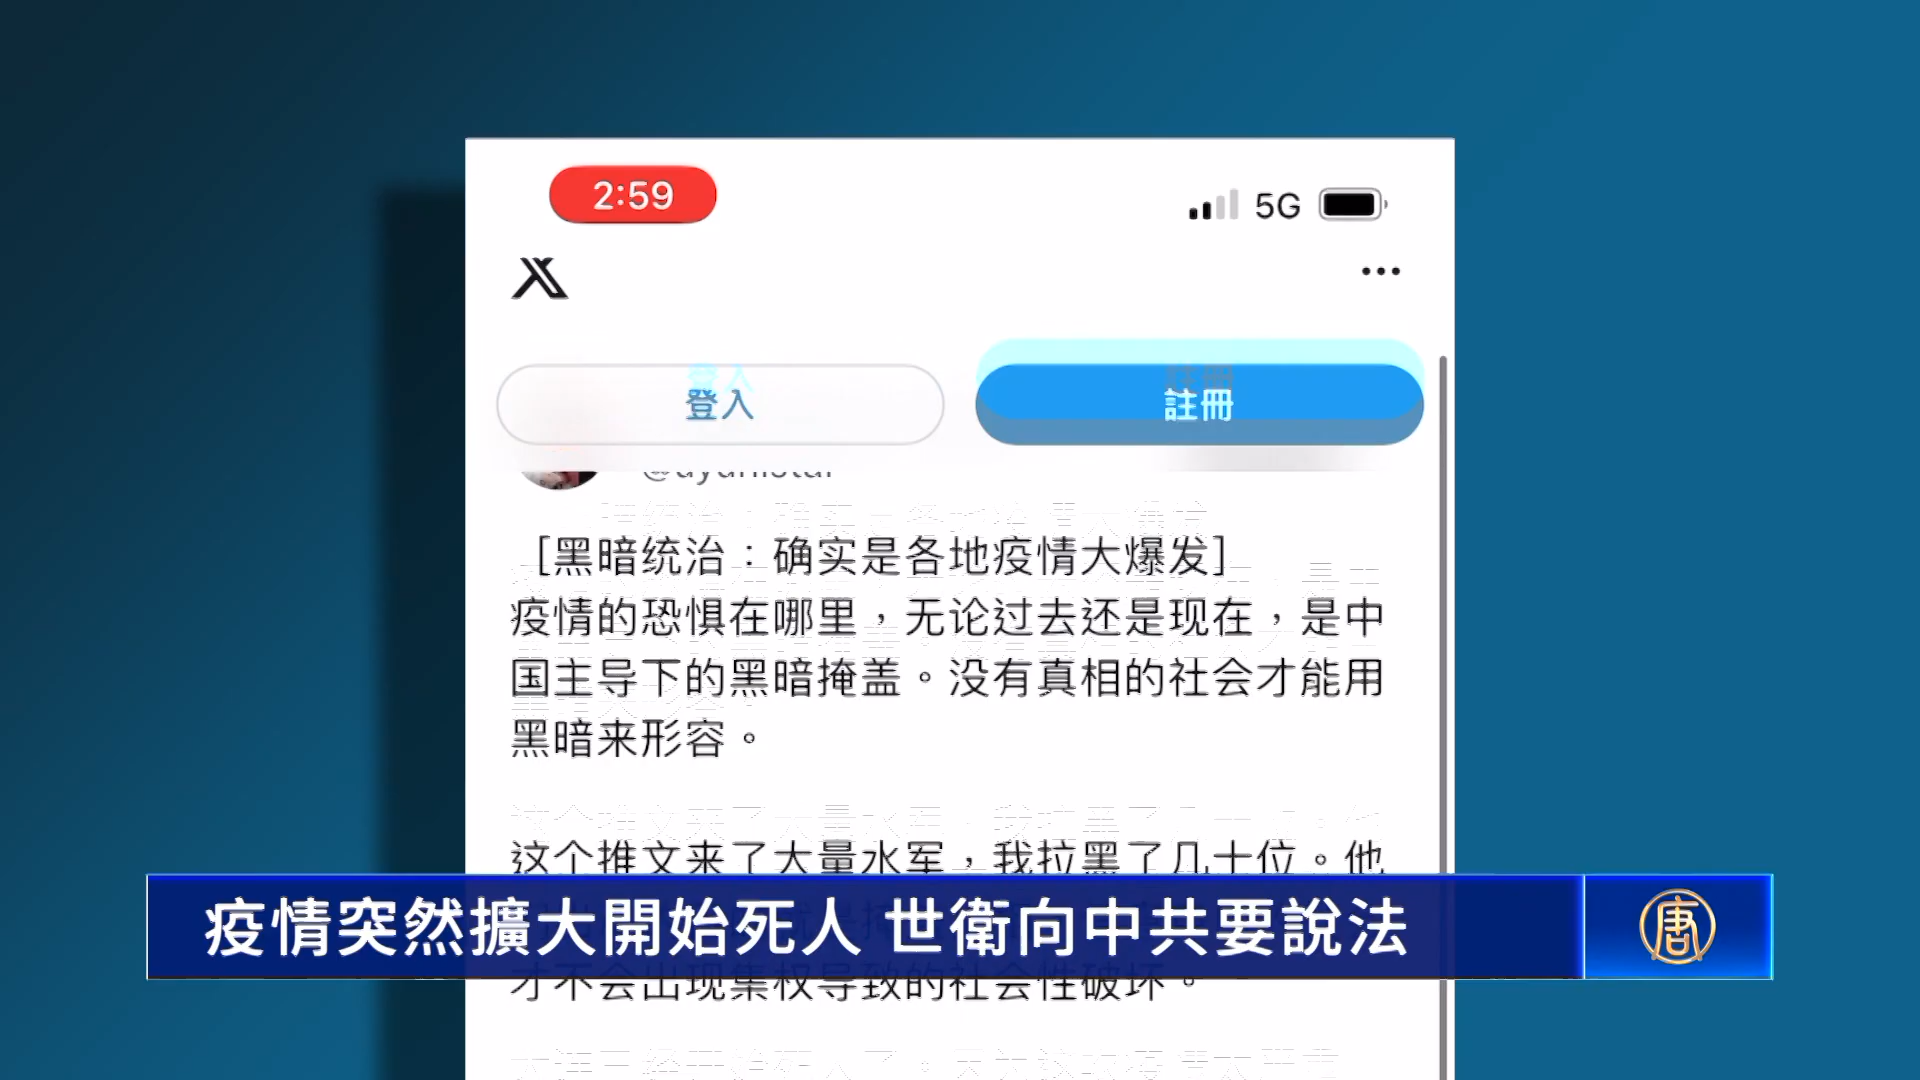 2:59
5G
登入
註冊
[黑暗统治：确实是各地疫情大爆发]
疫情的恐惧在哪里，无论过去还是现在，是中
国主导下的黑暗掩盖。没有真相的社会才能用
黑暗来形容。
这个推文来了大量水军，我拉黑了几十位。他
疫情突然擴大開始死人 世衛向中共要說法
唐
才不会出现集权导致的社会性破坏。